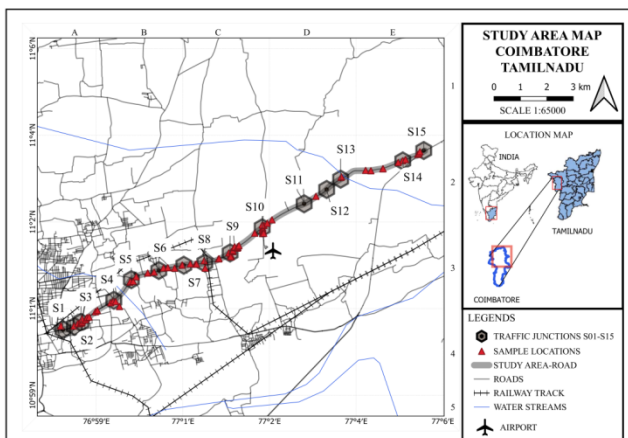 A B C D E
11°6'N
11°4'N
11°2'N
11°1'N
10°59'N
1
2
3
4
5
S15
S13
S14
S11
S12
S10
S9
S8
S6
S5
S7
S4
S3
S1
S2
76°59'E 77°1'E 77°2'E 77°4'E 77°6'E
STUDY AREA MAP
COIMBATORE
TAMILNADU
0 1 2 3 km
SCALE 1:65000
LOCATION MAP
INDIA
TAMILNADU
COIMBATORE
LEGENDS
TRAFFIC JUNCTIONS S01-S15
SAMPLE LOCATIONS
STUDY AREA-ROAD
ROADS
RAILWAY TRACK
WATER STREAMS
AIRPORT